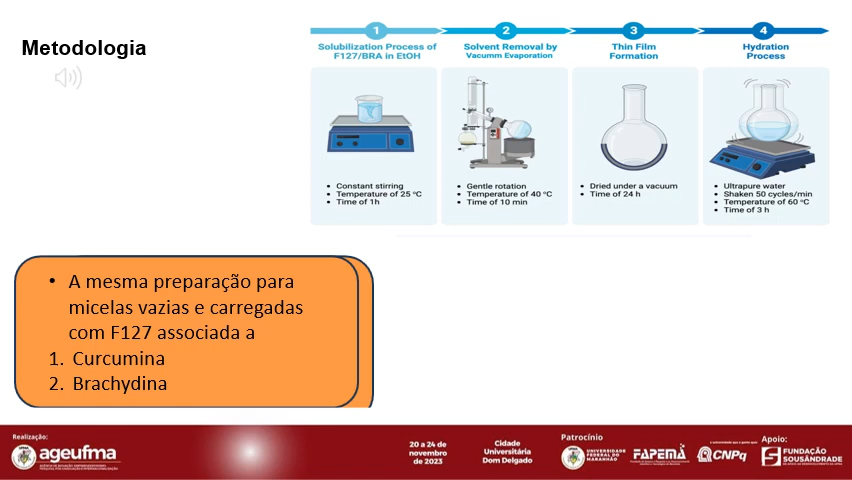 Metodologia
1
2
3
4
Solubilization Process of
F127/BRA in EtOH
Solvent Removal by
Vacumm Evaporation
Thin Film
Formation
Hydration
Process
• Constant stirring
• Temperature of 25 °C
• Time of 1h
• Gentle rotation
• Temperature of 40 °C
• Time of 10 min
• Dried under a vacuum
• Time of 24 h
• Ultrapure water
• Shaken 50 cycles/min
• Temperature of 60 °C
• Time of 3 h
• A mesma preparação para
micelas vazias e carregadas
com F127 associada a
1. Curcumina
2. Brachydina
Realização:
ageufma
20 a 24 de
novembro
de 2023
Cidade
Universitária
Dom Delgado
Patrocínio
UNIVERSIDADE
FEDERAL DO
MARANHÃO
FAPEMA
CNPq
Apoio:
FUNDAÇÃO
SOUSÂNDRADE